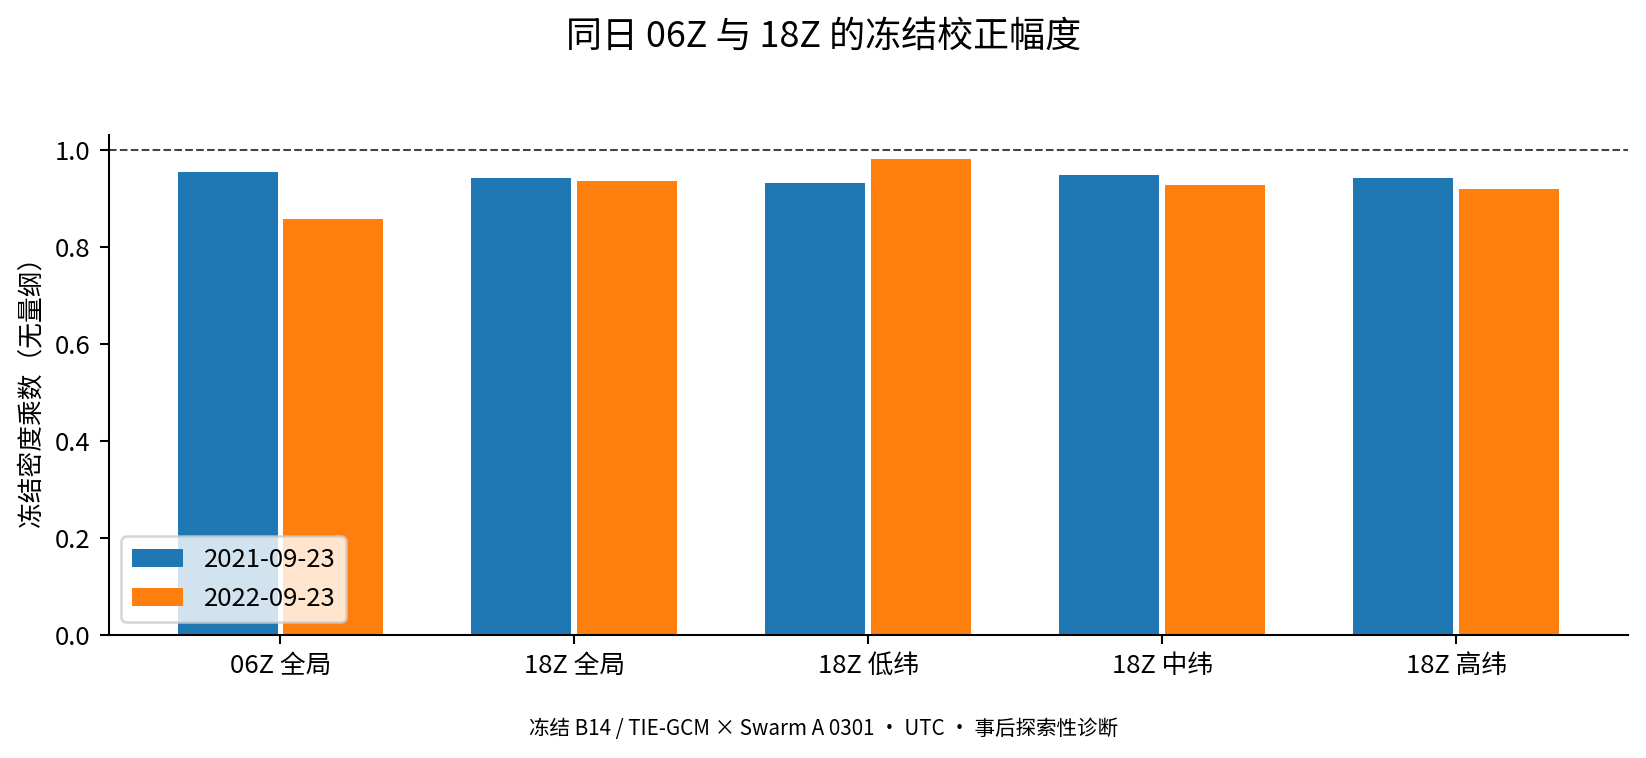 同日 06Z 与 18Z 的冻结校正幅度
冻结密度乘数（无量纲）
1.0
0.8
0.6
0.4
0.2
0.0
2021-09-23
2022-09-23
06Z 全局
18Z 全局
18Z 低纬
18Z 中纬
18Z 高纬
冻结 B14 / TIE-GCM × Swarm A 0301 • UTC • 事后探索性诊断